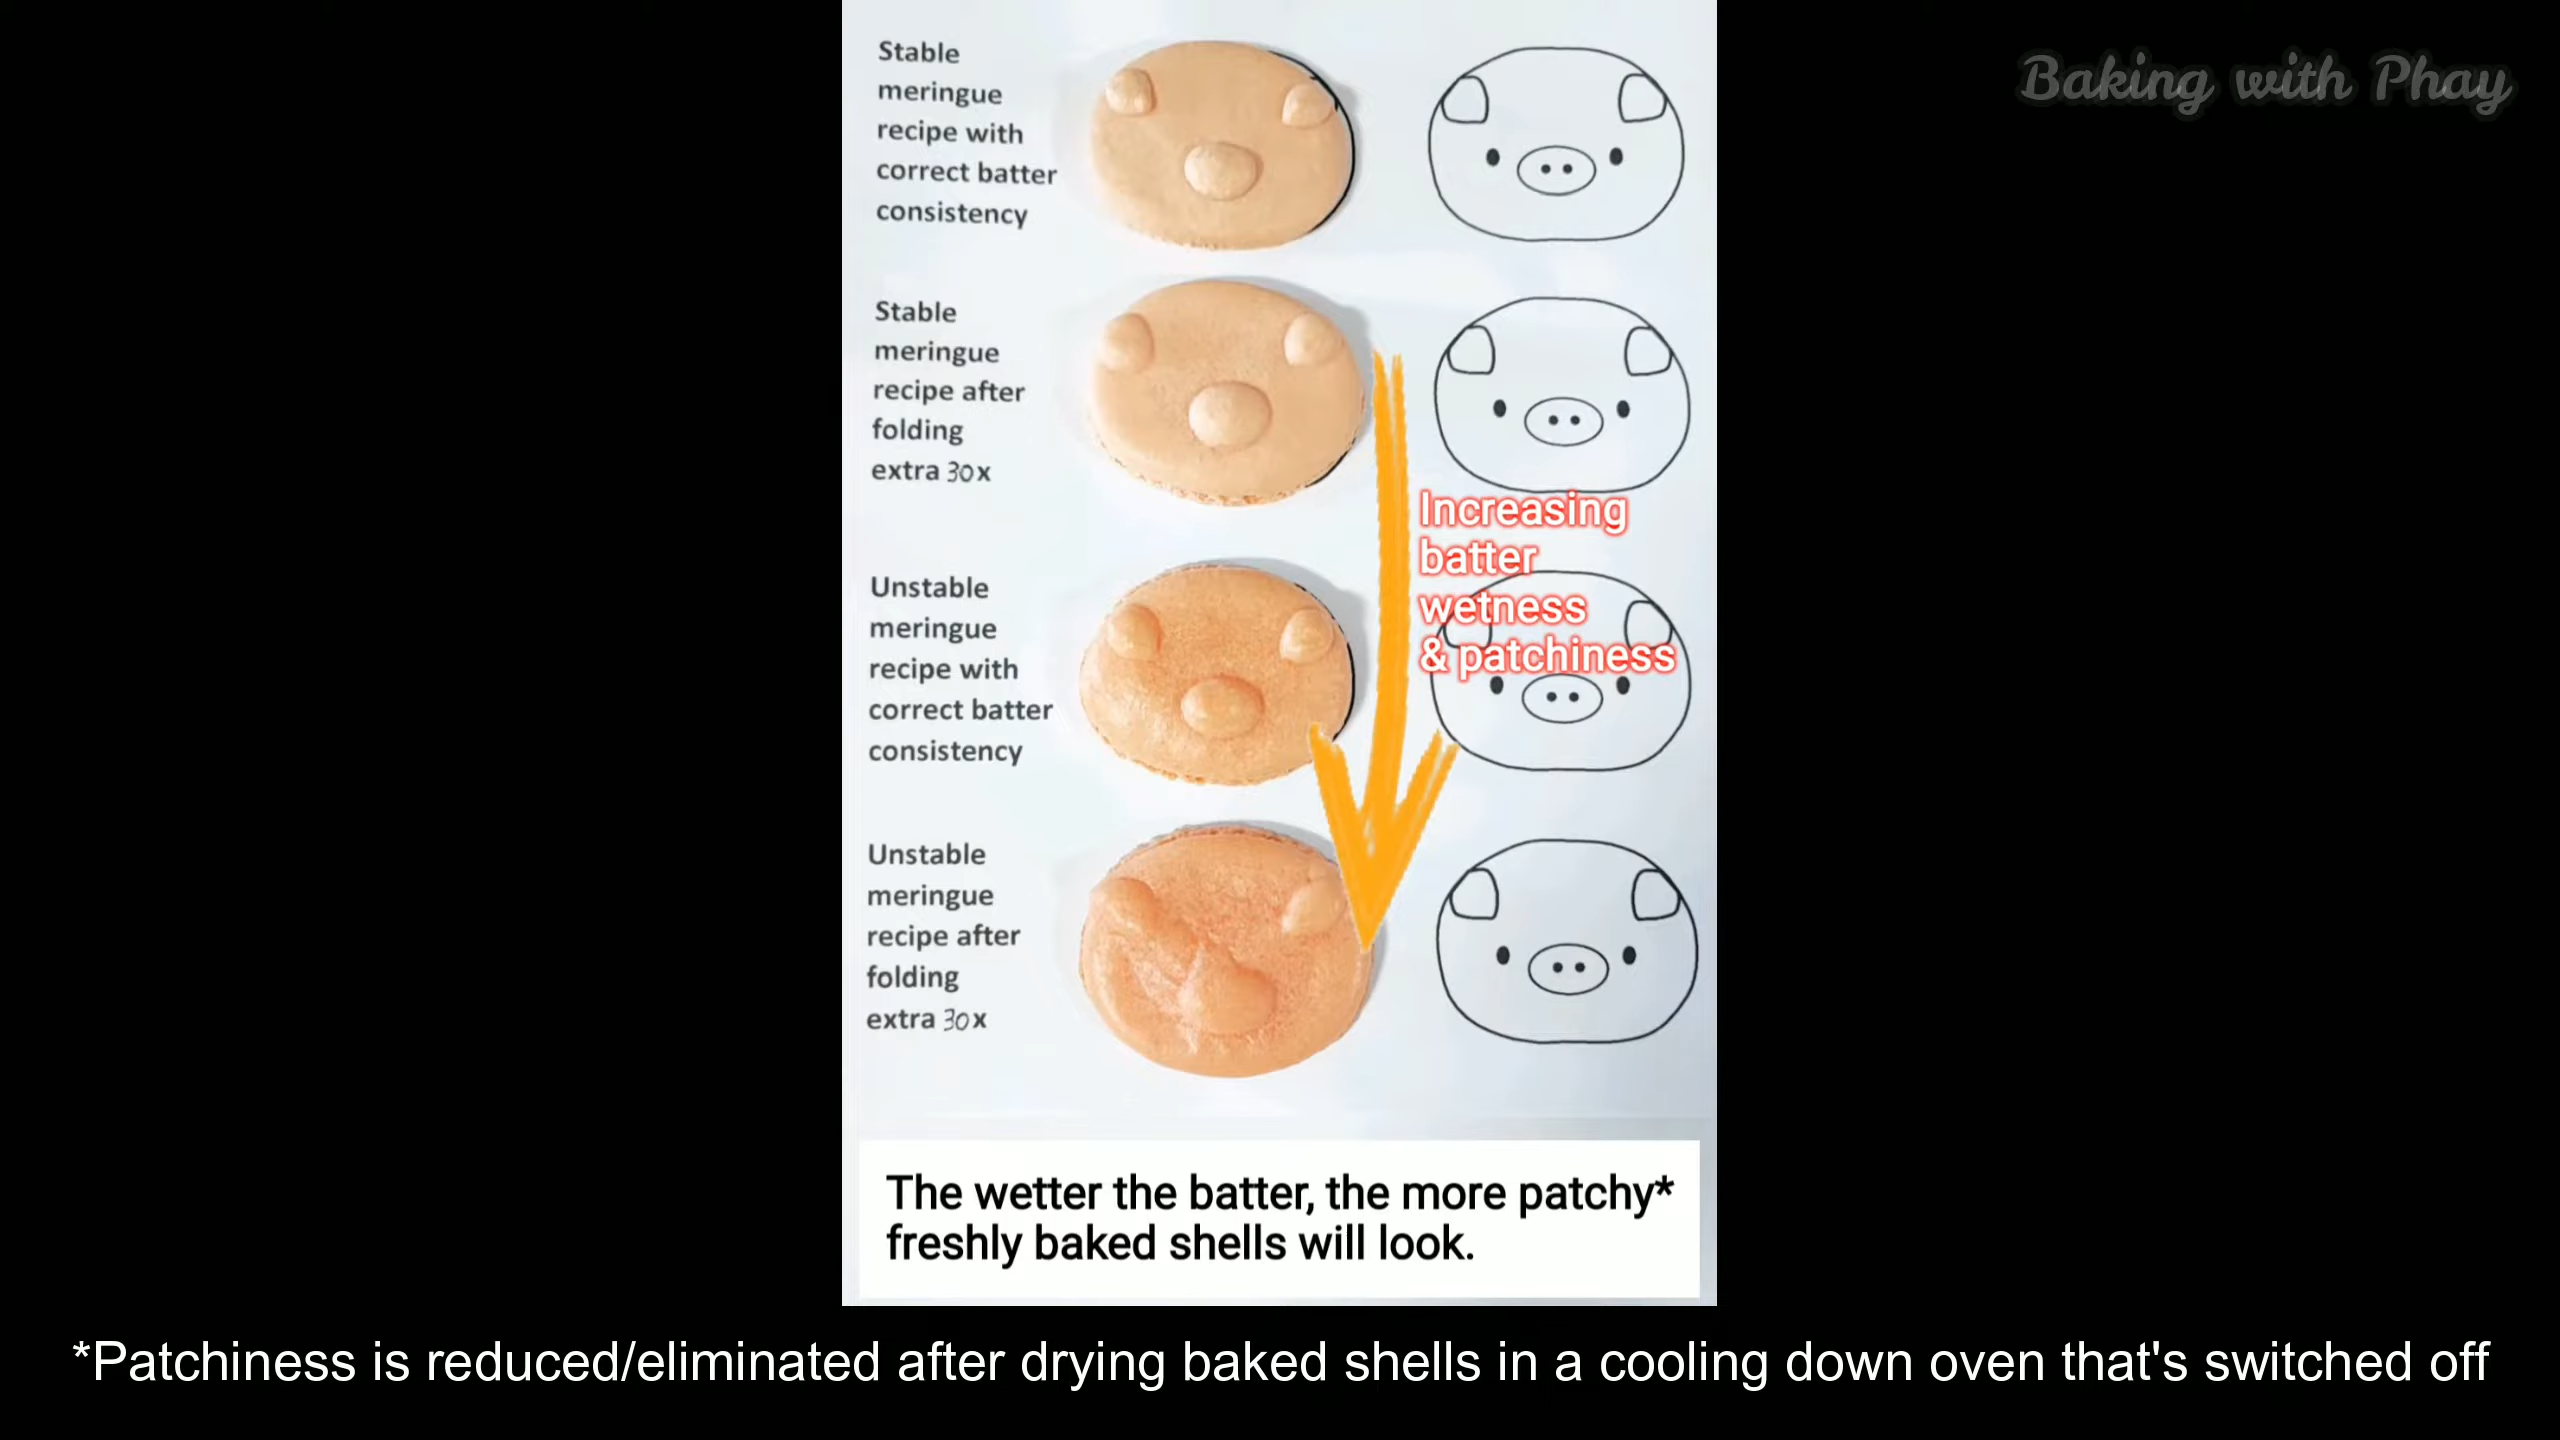 Baking with Phay
Stable
meringue
recipe with
correct batter
consistency
Stable
meringue
recipe after
folding
extra 30x
Increasing
batter
wetness
& patchiness
Unstable
meringue
recipe with
correct batter
consistency
Unstable
meringue
recipe after
folding
extra 30x
The wetter the batter, the more patchy*
freshly baked shells will look.
*Patchiness is reduced/eliminated after drying baked shells in a cooling down oven that's switched off